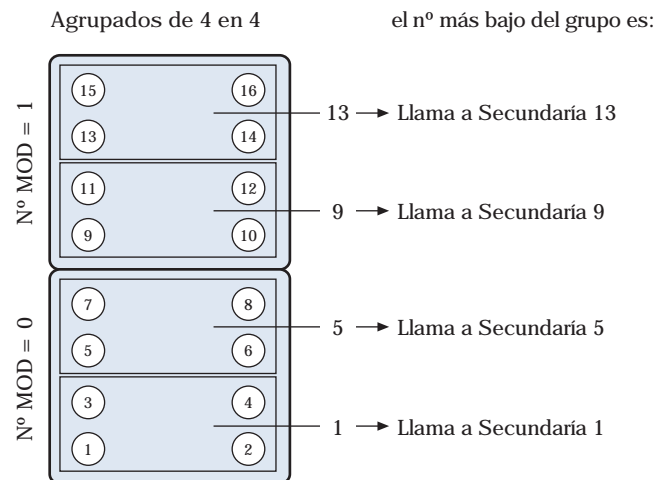 Agrupados de 4 en 4
el nº más bajo del grupo es:
Nº MOD = 1
15 16
13 Llama a Secundaría 13
13 14
11 12
9 Llama a Secundaría 9
9 10
Nº MOD = 0
7 8
5 Llama a Secundaría 5
5 6
3 4
1 Llama a Secundaría 1
1 2